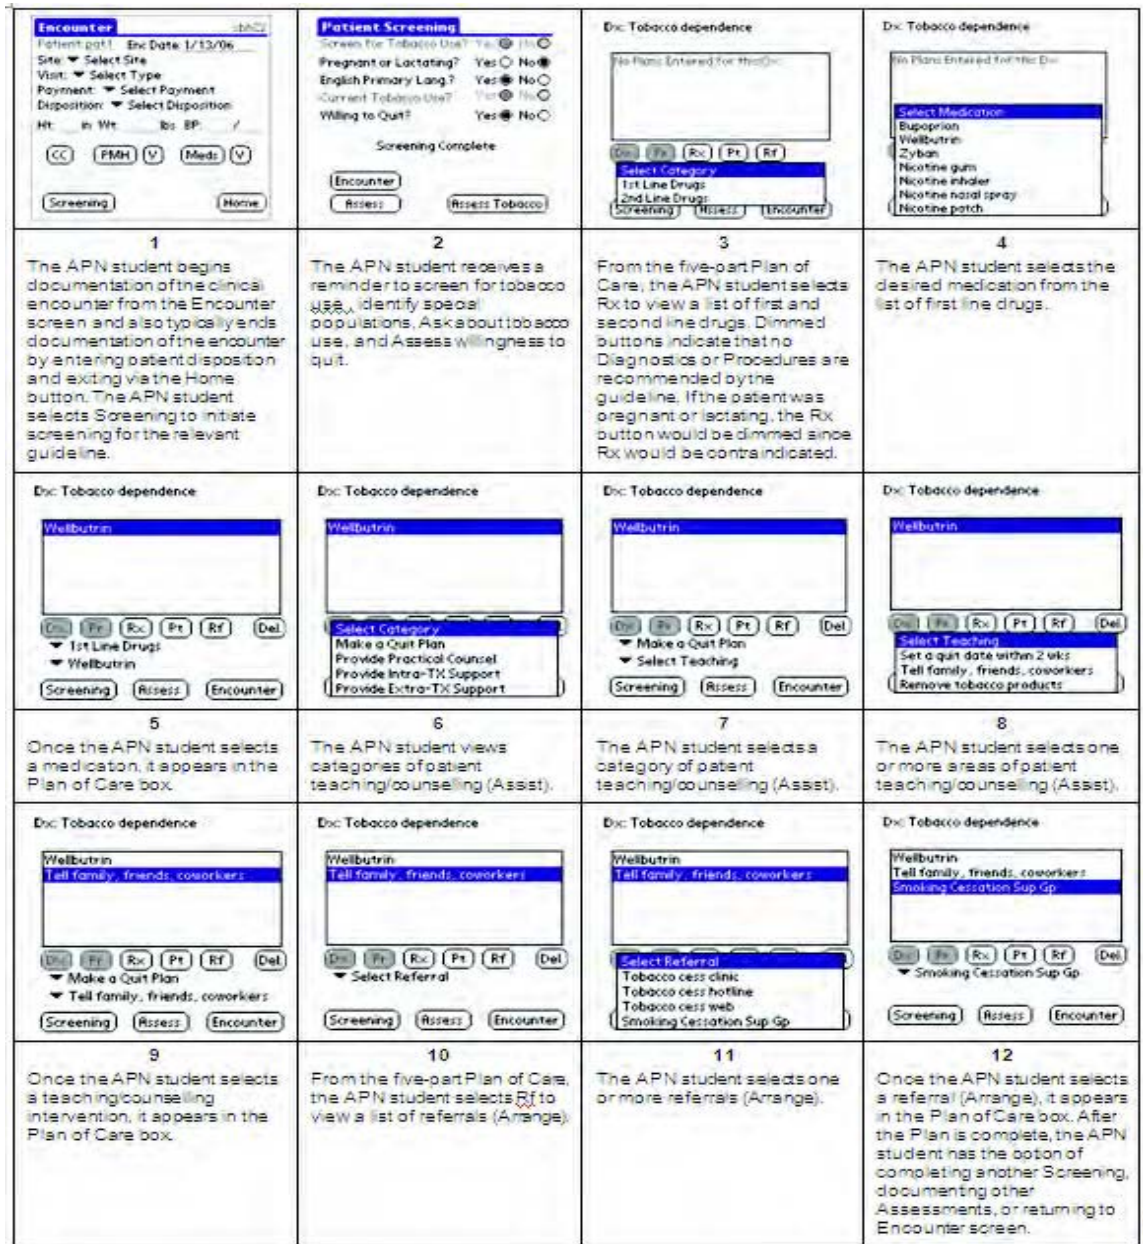 Encounter
Patient: pat1 Enc Date: 1/13/06
Site: Select Site
Visit: Select Type
Payment: Select Payment
Disposition: Select Disposition
Ht: in Wt: lbs BP: /
CC PMH V Meds V
Screening Home
Patient Screening
Screen for Tobacco Use? Yes No
Pregnant or Lactating? Yes No
English Primary Lang.? Yes No
Current Tobacco Use? Yes No
Willing to Quit? Yes No
Screening Complete
Encounter
Assess Assess Tobacco
Dx: Tobacco dependence
No Plans Entered for this Dx
Dx Pr Rx Pt Rf
Select Category
1st Line Drugs
2nd Line Drugs
Screening Assess Encounter
Dx: Tobacco dependence
No Plans Entered for this Dx
Select Medication
Bupoprion
Wellbutrin
Zyban
Nicotine gum
Nicotine inhaler
Nicotine nasal spray
Nicotine patch
1
The APN student begins
documentation of the clinical
encounter from the Encounter
screen and also typically ends
documentation of the encounter
by entering patient disposition
and exiting via the Home
button. The APN student
selects Screening to initiate
screening for the relevant
guideline.
2
The APN student receives a
reminder to screen for tobacco
use, identify special
populations, Ask about tobacco
use, and Assess willingness to
quit.
3
From the five-part Plan of
Care, the APN student selects
Rx to view a list of first and
second line drugs. Dimmed
buttons indicate that no
Diagnostics or Procedures are
recommended by the
guideline. If the patient was
pregnant or lactating, the Rx
button would be dimmed since
Rx would be contraindicated.
4
The APN student selects the
desired medication from the
list of first line drugs.
Dx: Tobacco dependence
Wellbutrin
Dx Pr Rx Pt Rf Del
1st Line Drugs
Wellbutrin
Screening Assess Encounter
Dx: Tobacco dependence
Wellbutrin
Select Category
Make a Quit Plan
Provide Practical Counsel
Provide Intra-TX Support
Provide Extra-TX Support
Dx: Tobacco dependence
Wellbutrin
Dx Pr Rx Pt Rf Del
Make a Quit Plan
Select Teaching
Screening Assess Encounter
Dx: Tobacco dependence
Wellbutrin
Dx Pr Rx Pt Rf Del
Select Teaching
Set a quit date within 2 wks
Tell family, friends, coworkers
Remove tobacco products
5
Once the APN student selects
a medication, it appears in the
Plan of Care box.
6
The APN student views
categories of patient
teaching/counselling (Assist).
7
The APN student selects a
category of patient
teaching/counselling (Assist).
8
The APN student selects one
or more areas of patient
teaching/counselling (Assist).
Dx: Tobacco dependence
Wellbutrin
Tell family, friends, coworkers
Dx Pr Rx Pt Rf Del
Make a Quit Plan
Tell family, friends, coworkers
Screening Assess Encounter
Dx: Tobacco dependence
Wellbutrin
Tell family, friends, coworkers
Dx Pr Rx Pt Rf Del
Select Referral
Screening Assess Encounter
Dx: Tobacco dependence
Wellbutrin
Tell family, friends, coworkers
Select Referral
Tobacco cess clinic
Tobacco cess hotline
Tobacco cess web
Smoking Cessation Sup Gp
Dx: Tobacco dependence
Wellbutrin
Tell family, friends, coworkers
Smoking Cessation Sup Gp
Dx Pr Rx Pt Rf Del
Smoking Cessation Sup Gp
Screening Assess Encounter
9
Once the APN student selects
a teaching/counselling
intervention, it appears in the
Plan of Care box.
10
From the five-part Plan of Care,
the APN student selects Rf to
view a list of referrals (Arrange).
11
The APN student selects one
or more referrals (Arrange).
12
Once the APN student selects
a referral (Arrange), it appears
in the Plan of Care box. After
the Plan is complete, the APN
student has the option of
completing another Screening,
documenting other
Assessments, or returning to
Encounter screen.